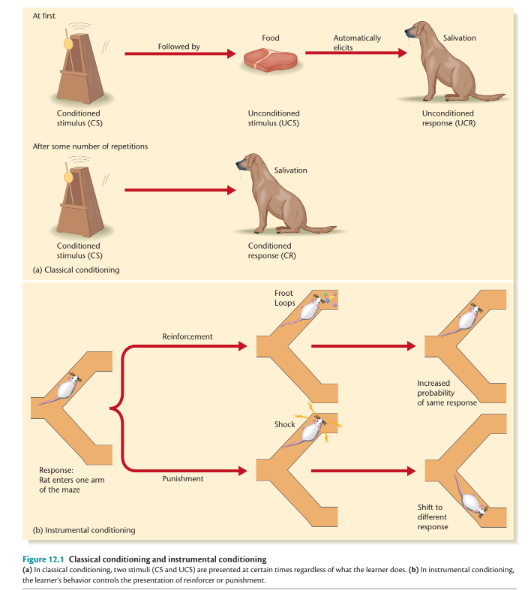 At first
Followed by
Food
Automatically
elicits
Salivation
Conditioned
stimulus (CS)
Unconditioned
stimulus (UCS)
Unconditioned
response (UCR)
After some number of repetitions
Salivation
Conditioned
stimulus (CS)
Conditioned
response (CR)
(a) Classical conditioning
Froot
Loops
Reinforcement
Increased
probability
of same response
Shock
Response:
Rat enters one arm
of the maze
Punishment
Shift to
different
response
(b) Instrumental conditioning
Figure 12.1 Classical conditioning and instrumental conditioning
(a) In classical conditioning, two stimuli (CS and UCS) are presented at certain times regardless of what the learner does. (b) In instrumental conditioning,
the learner's behavior controls the presentation of reinforcer or punishment.